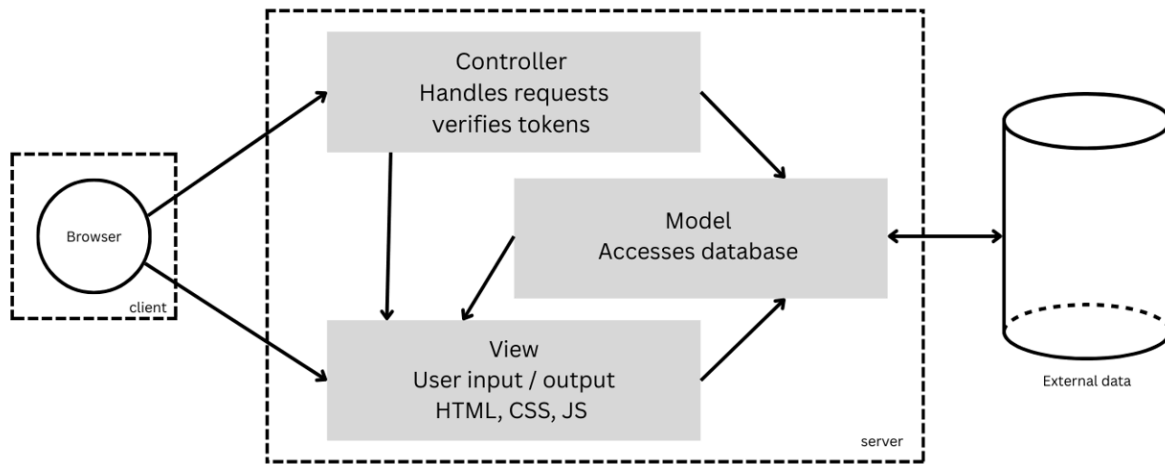 Controller
Handles requests
verifies tokens
Browser
client
Model
Accesses database
View
User input / output
HTML, CSS, JS
server
External data